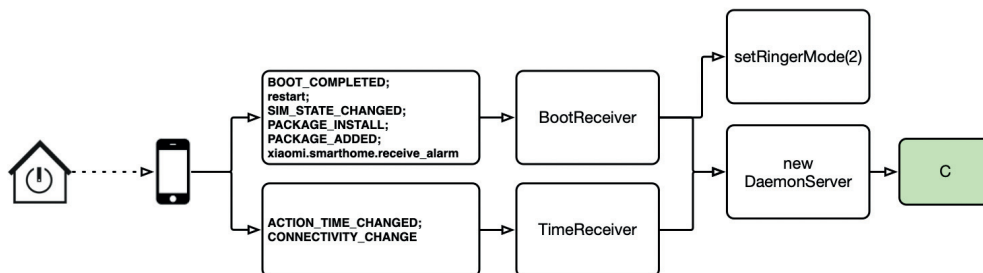 BOOT_COMPLETED;
restart;
SIM_STATE_CHANGED;
PACKAGE_INSTALL;
PACKAGE_ADDED;
xiaomi.smarthome.receive_alarm
BootReceiver
setRingerMode(2)
ACTION_TIME_CHANGED;
CONNECTIVITY_CHANGE
TimeReceiver
new
DaemonServer
C